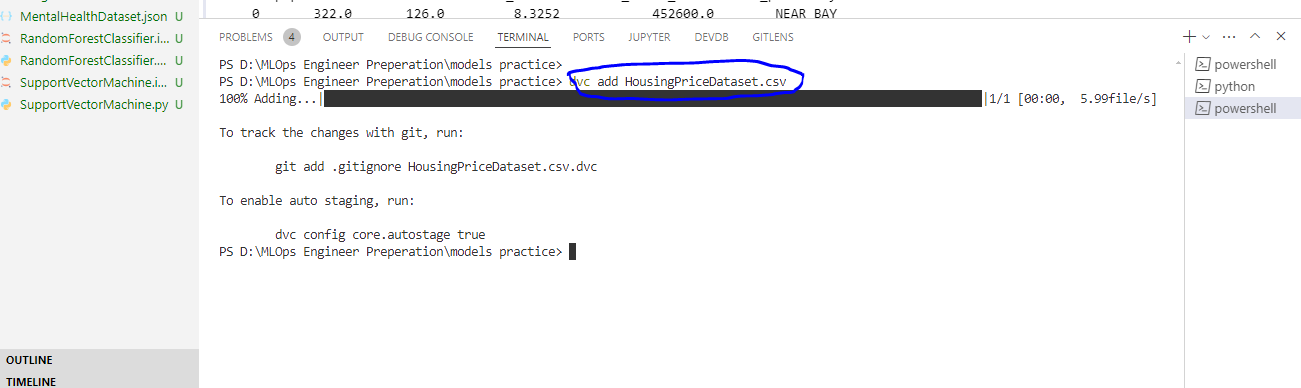 MentalHealthDataset.json U
RandomForestClassifier.i... U
RandomForestClassifier.... U
SupportVectorMachine.i... U
SupportVectorMachine.py U
OUTLINE
TIMELINE
0 322.0 126.0 8.3252 452600.0 NEAR BAY
PROBLEMS 4 OUTPUT DEBUG CONSOLE TERMINAL PORTS JUPYTER DEVDB GITLENS
PS D:\MLOps Engineer Preperation\models practice>
PS D:\MLOps Engineer Preperation\models practice> dvc add HousingPriceDataset.csv
100% Adding...| |1/1 [00:00, 5.99file/s]
To track the changes with git, run:
git add .gitignore HousingPriceDataset.csv.dvc
To enable auto staging, run:
dvc config core.autostage true
PS D:\MLOps Engineer Preperation\models practice>
powershell
python
powershell